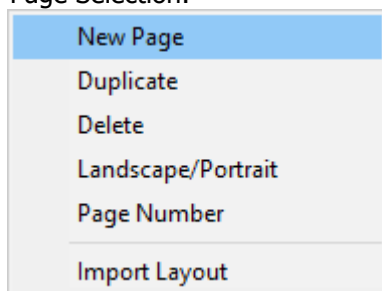 Page Selection:
New Page
Duplicate
Delete
Landscape/Portrait
Page Number
Import Layout